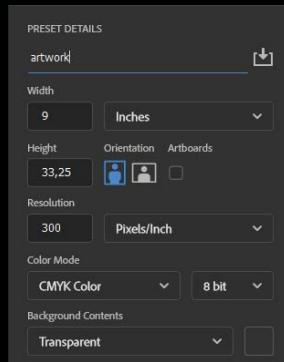 PRESET DETAILS
artwork
Width
9 Inches
Height Orientation Artboards
33,25
Resolution
300 Pixels/Inch
Color Mode
CMYK Color 8 bit
Background Contents
Transparent